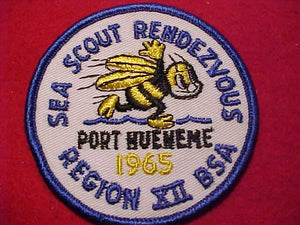 SEA SCOUT RENDEZVOUS
PORT HUENEME
1965
REGION XII BSA